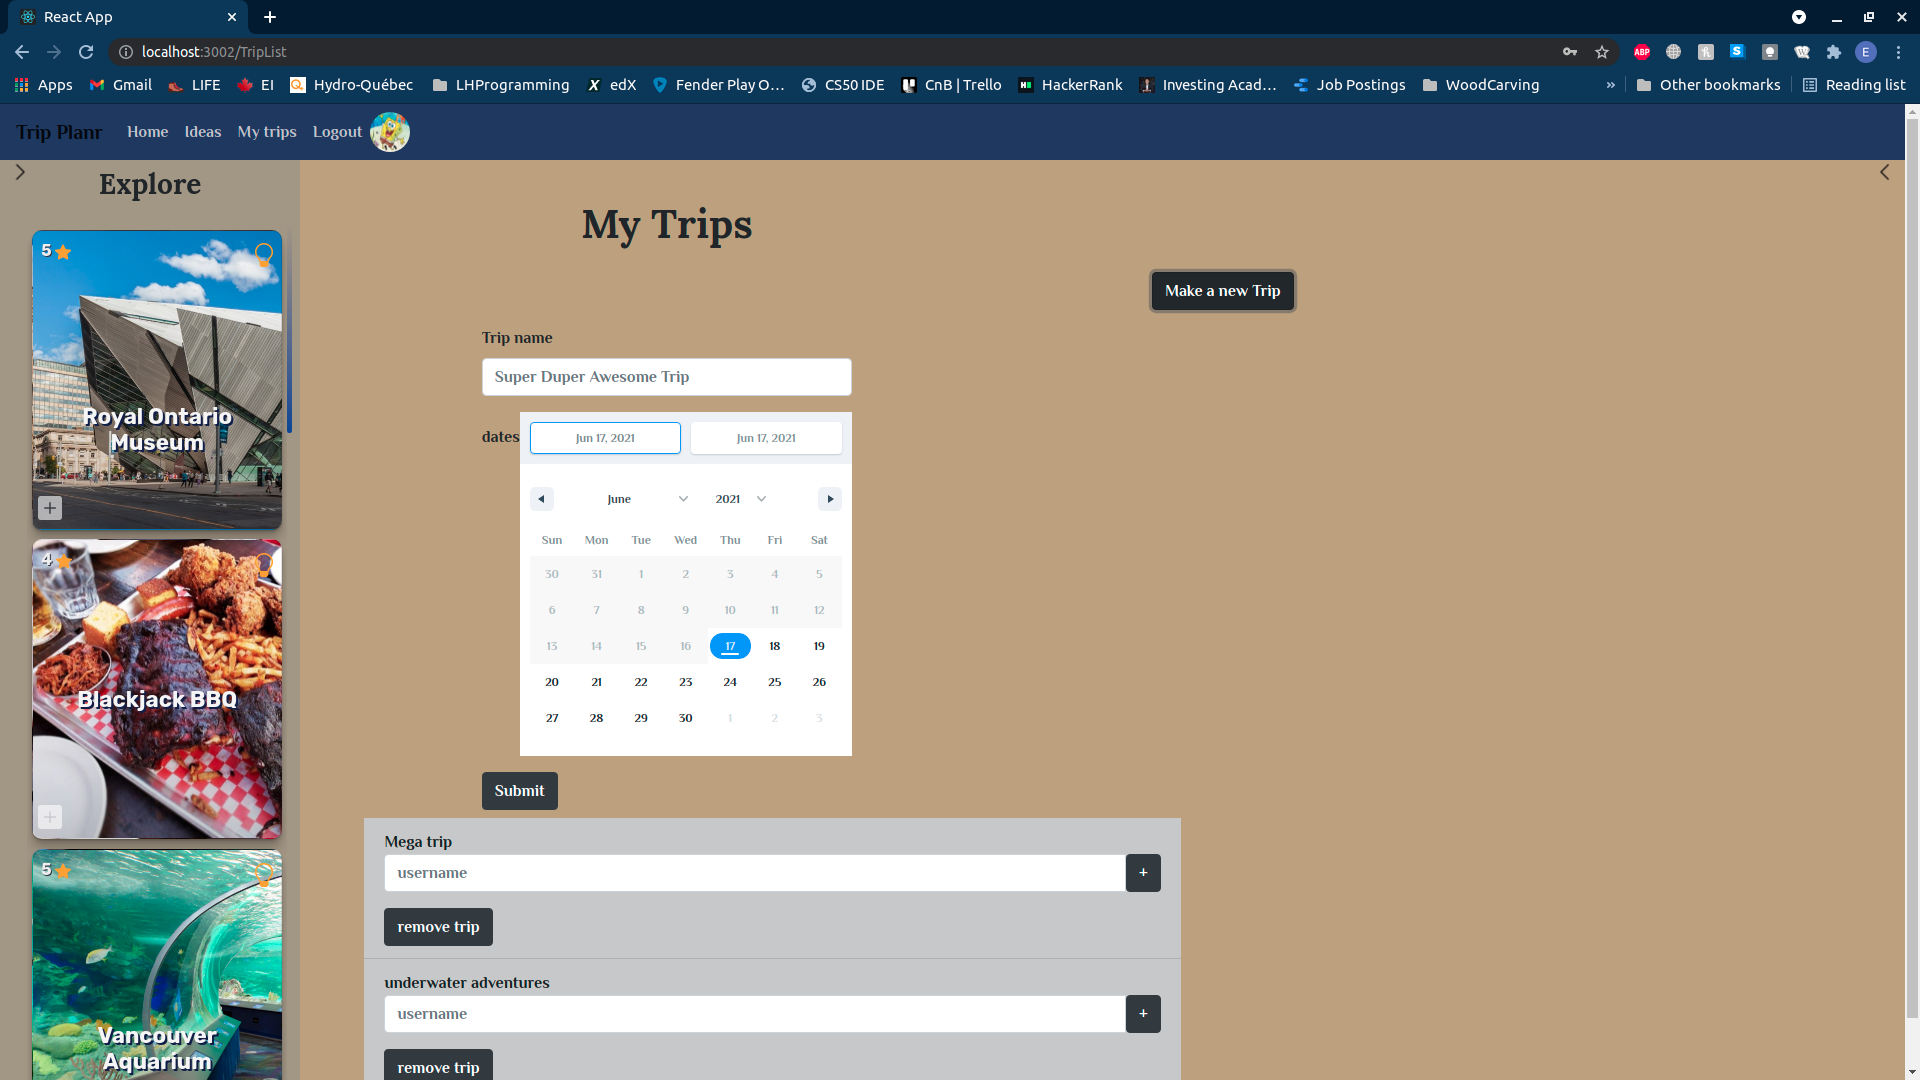 React App
localhost:3002/TripList
Apps
Gmail
LIFE
EI
Hydro-Québec
LHProgramming
edX
Fender Play O...
CS50 IDE
CnB | Trello
HackerRank
Investing Acad...
Job Postings
WoodCarving
»
Other bookmarks
Reading list
Trip Planr
Home
Ideas
My trips
Logout
Explore
5
Royal Ontario
Museum
4
Blackjack BBQ
5
Vancouver
Aquarium
My Trips
Make a new Trip
Trip name
Super Duper Awesome Trip
dates
Jun 17, 2021
Jun 17, 2021
June
2021
Sun Mon Tue Wed Thu Fri Sat
30 31 1 2 3 4 5
6 7 8 9 10 11 12
13 14 15 16 17 18 19
20 21 22 23 24 25 26
27 28 29 30 1 2 3
Submit
Mega trip
username
+
remove trip
underwater adventures
username
+
remove trip